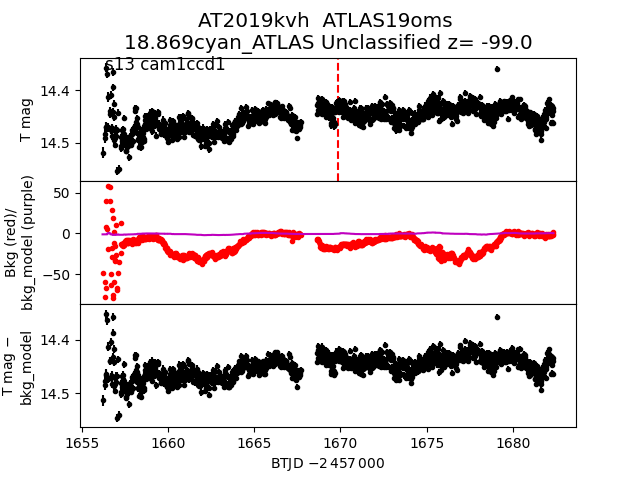 AT2019kvh  ATLAS19oms
18.869cyan_ATLAS Unclassified z= -99.0
s13 cam1ccd1
14.4
14.5
T mag
50
0
−50
Bkg (red)/
bkg_model (purple)
14.4
14.5
T mag −
bkg_model
1655
1660
1665
1670
1675
1680
BTJD −2 457 000